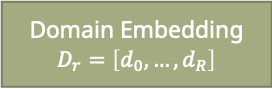 Domain Embedding
D_r = [d_0, …, d_R]